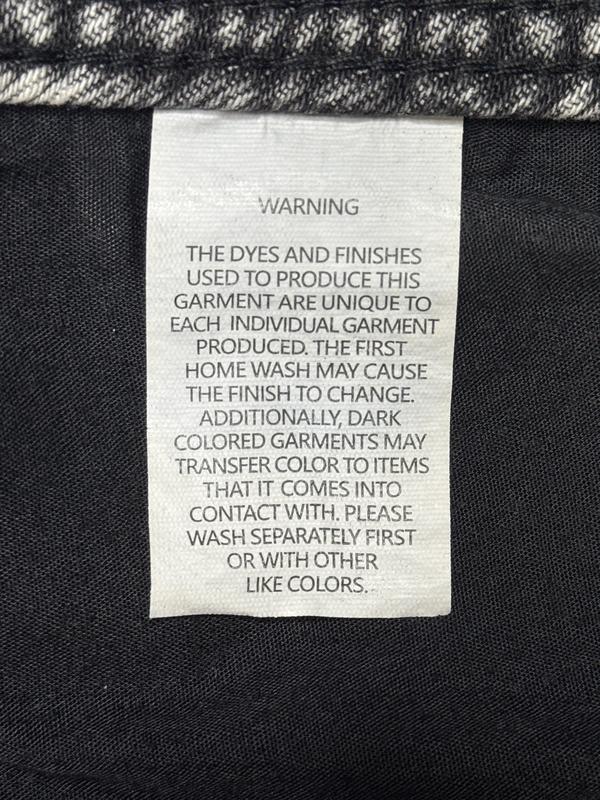 WARNING
THE DYES AND FINISHES
USED TO PRODUCE THIS
GARMENT ARE UNIQUE TO
EACH INDIVIDUAL GARMENT
PRODUCED. THE FIRST
HOME WASH MAY CAUSE
THE FINISH TO CHANGE.
ADDITIONALLY, DARK
COLORED GARMENTS MAY
TRANSFER COLOR TO ITEMS
THAT IT COMES INTO
CONTACT WITH. PLEASE
WASH SEPARATELY FIRST
OR WITH OTHER
LIKE COLORS.